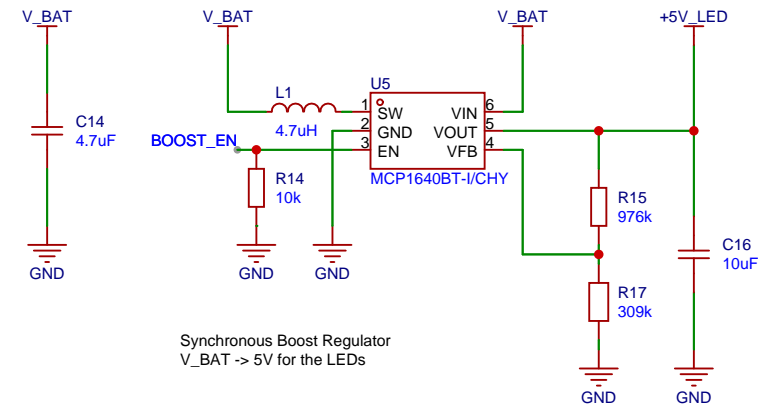 V_BAT
V_BAT
V_BAT
+5V_LED
C14
4.7uF
L1
4.7uH
U5
1
SW
2
GND
3
EN
VIN
6
VOUT
5
VFB
4
MCP1640BT-I/CHY
BOOST_EN
R14
10k
R15
976k
C16
10uF
R17
309k
GND
GND
GND
GND
GND
Synchronous Boost Regulator
V_BAT -> 5V for the LEDs